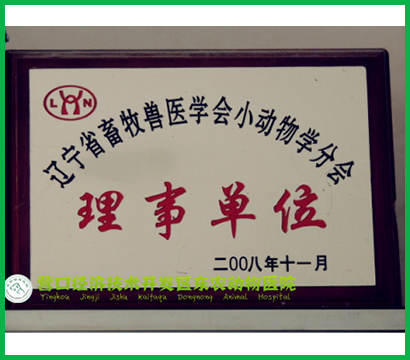 LN
辽宁省畜牧兽医学会小动物学分会
理事单位
二00八年十一月
营口经济技术开发区东农动物医院
Yingkou Jingji Jishu Kaifaqu Dongnong Animal Hospital